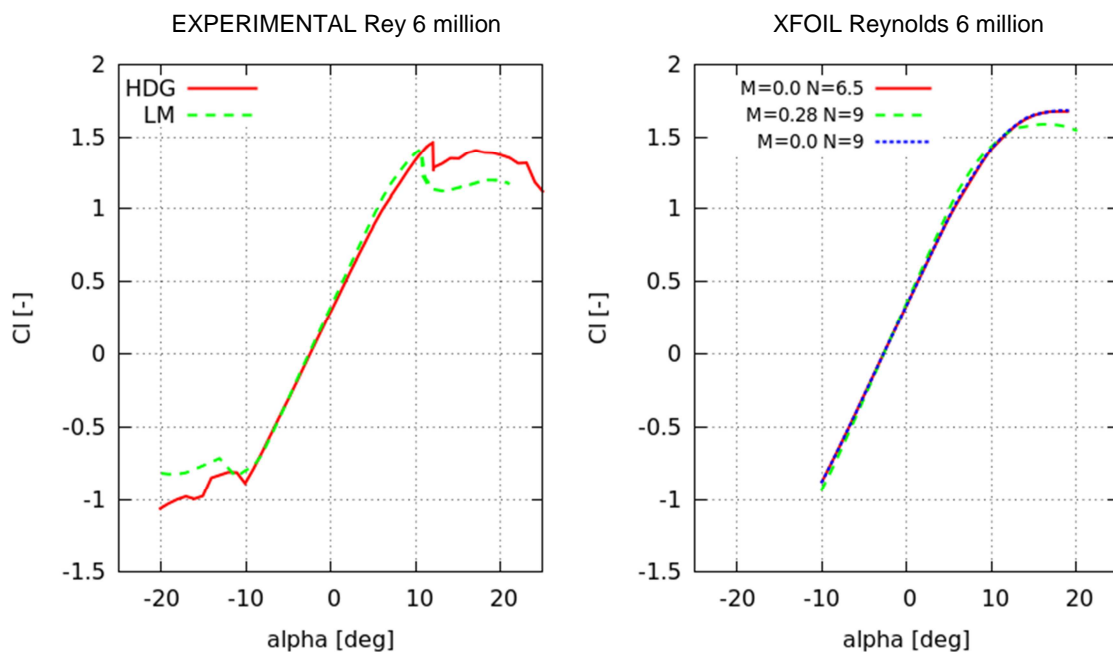 EXPERIMENTAL Rey 6 million
HDG
LM
2
1.5
1
0.5
0
-0.5
-1
-1.5
Cl [-]
-20 -10 0 10 20
alpha [deg]
XFOIL Reynolds 6 million
M=0.0 N=6.5
M=0.28 N=9
M=0.0 N=9
2
1.5
1
0.5
0
-0.5
-1
-1.5
Cl [-]
-20 -10 0 10 20
alpha [deg]